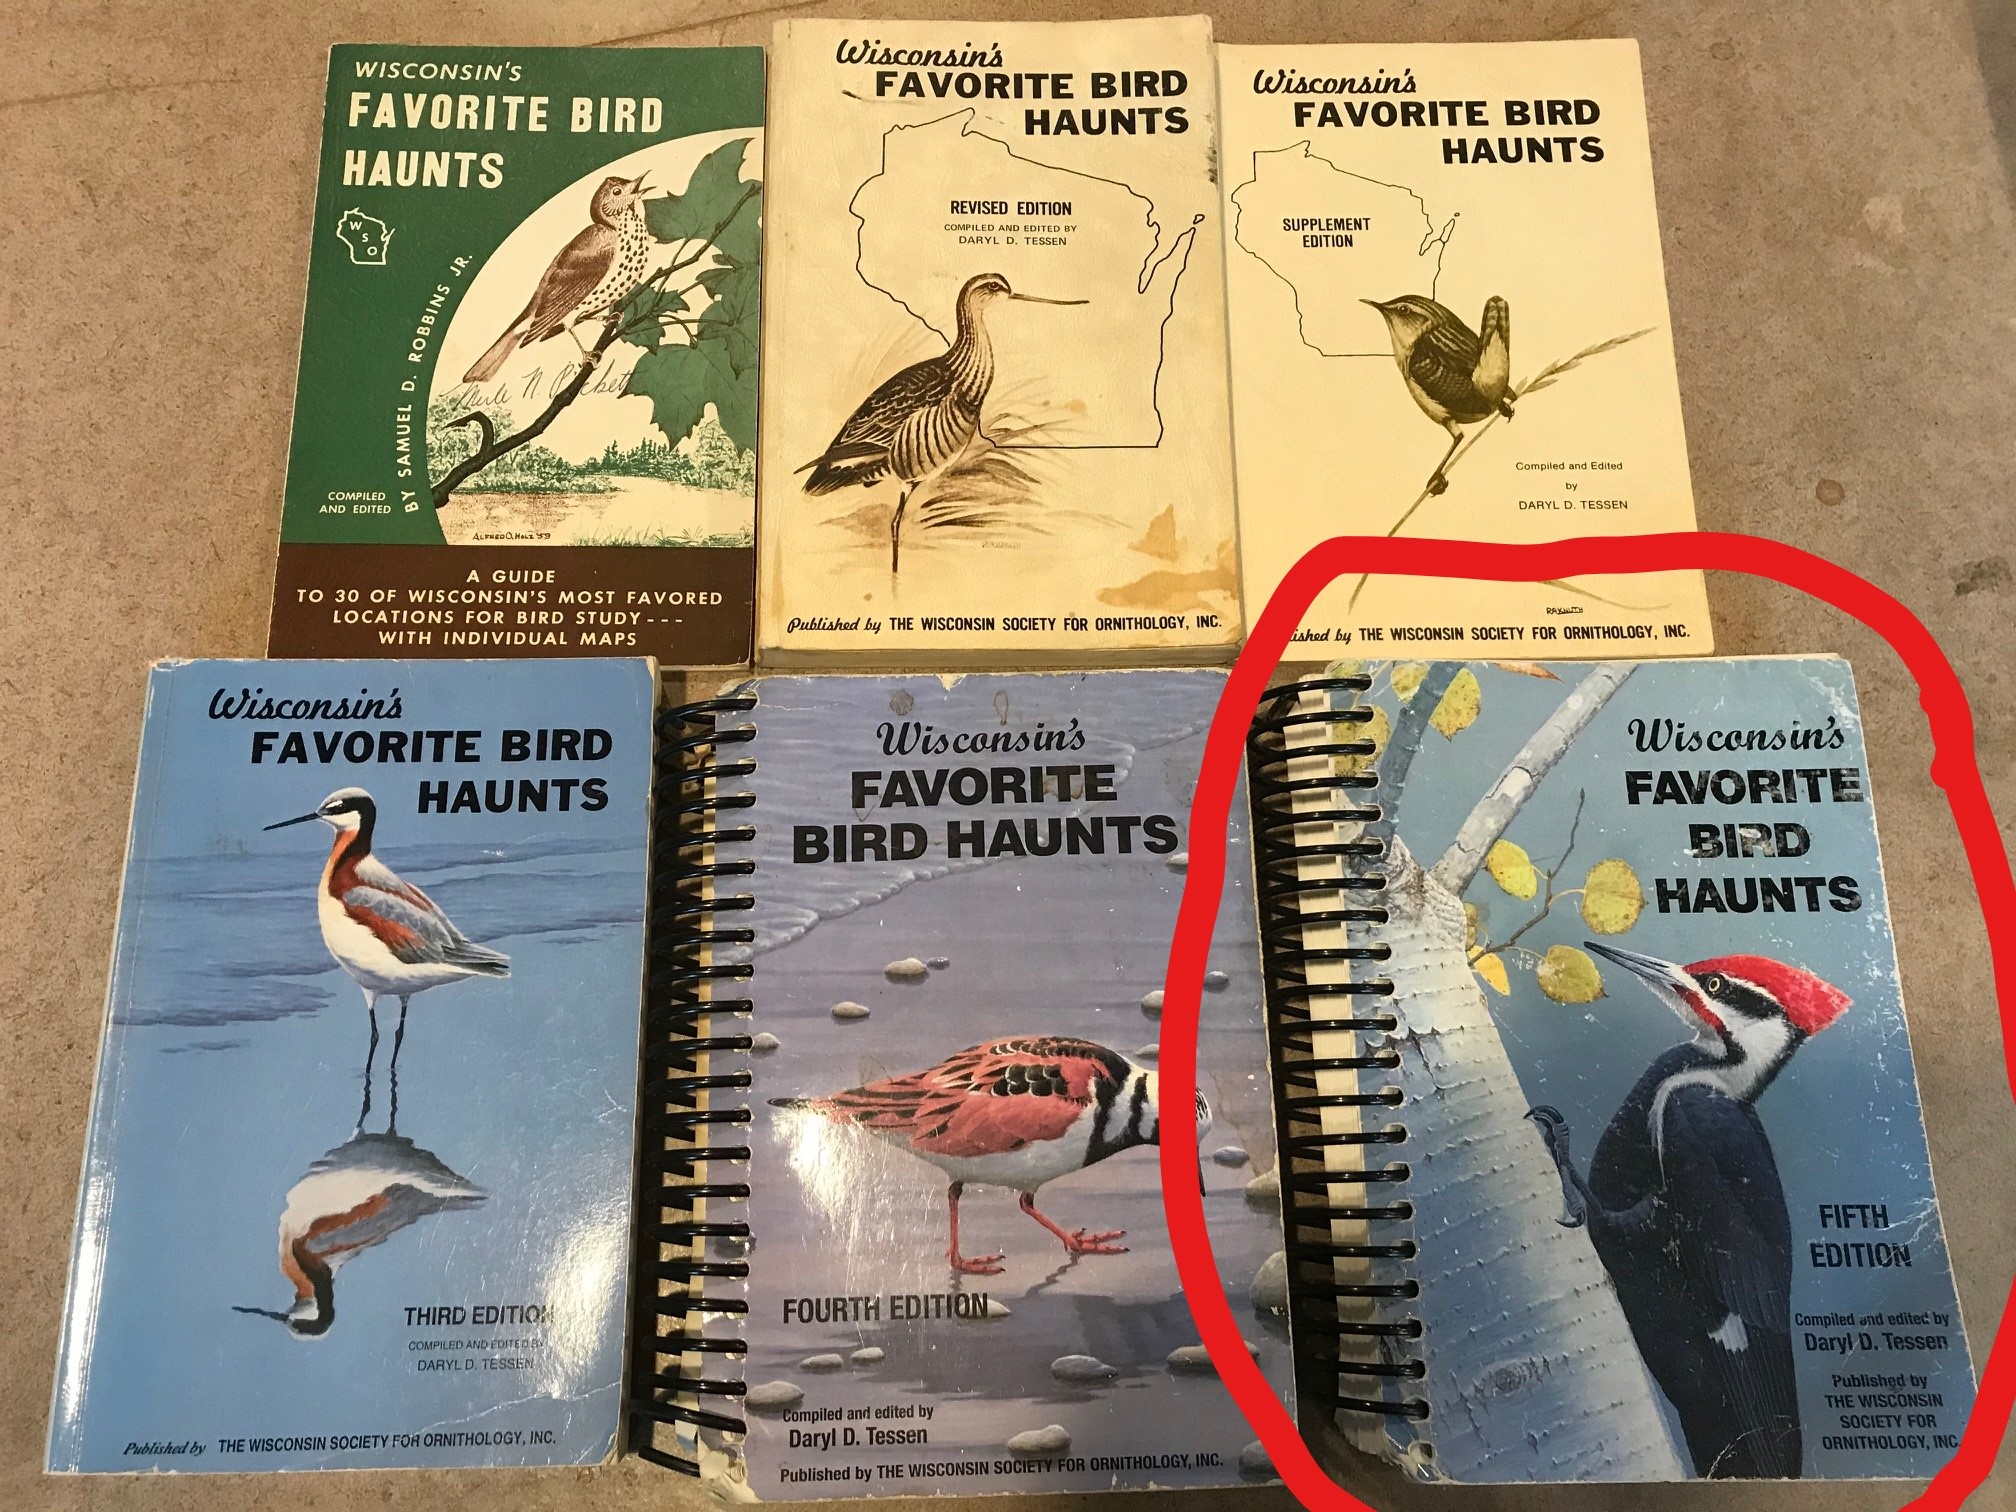 WISCONSIN'S
FAVORITE BIRD
HAUNTS
W
S
O
BY SAMUEL D. ROBBINS JR.
COMPILED
AND EDITED
ALFRED O. HOLZ '59
A GUIDE
TO 30 OF WISCONSIN'S MOST FAVORED
LOCATIONS FOR BIRD STUDY---
WITH INDIVIDUAL MAPS
Wisconsin's
FAVORITE BIRD
HAUNTS
REVISED EDITION
COMPILED AND EDITED BY
DARYL D. TESSEN
Published by THE WISCONSIN SOCIETY FOR ORNITHOLOGY, INC.
Wisconsin's
FAVORITE BIRD
HAUNTS
SUPPLEMENT
EDITION
Compiled and Edited
by
DARYL D. TESSEN
by THE WISCONSIN SOCIETY FOR ORNITHOLOGY, INC.
Wisconsin's
FAVORITE BIRD
HAUNTS
THIRD EDITION
COMPILED AND EDITED BY
DARYL D. TESSEN
Published by THE WISCONSIN SOCIETY FOR ORNITHOLOGY, INC.
Wisconsin's
FAVORITE
BIRD HAUNTS
FOURTH EDITION
Compiled and edited by
Daryl D. Tessen
Published by THE WISCONSIN SOCIETY FOR ORNITHOLOGY, INC.
Wisconsin's
FAVORITE
BIRD
HAUNTS
FIFTH
EDITION
Compiled and edited by
Daryl D. Tessen
Published by
THE WISCONSIN
SOCIETY FOR
ORNITHOLOGY, INC.